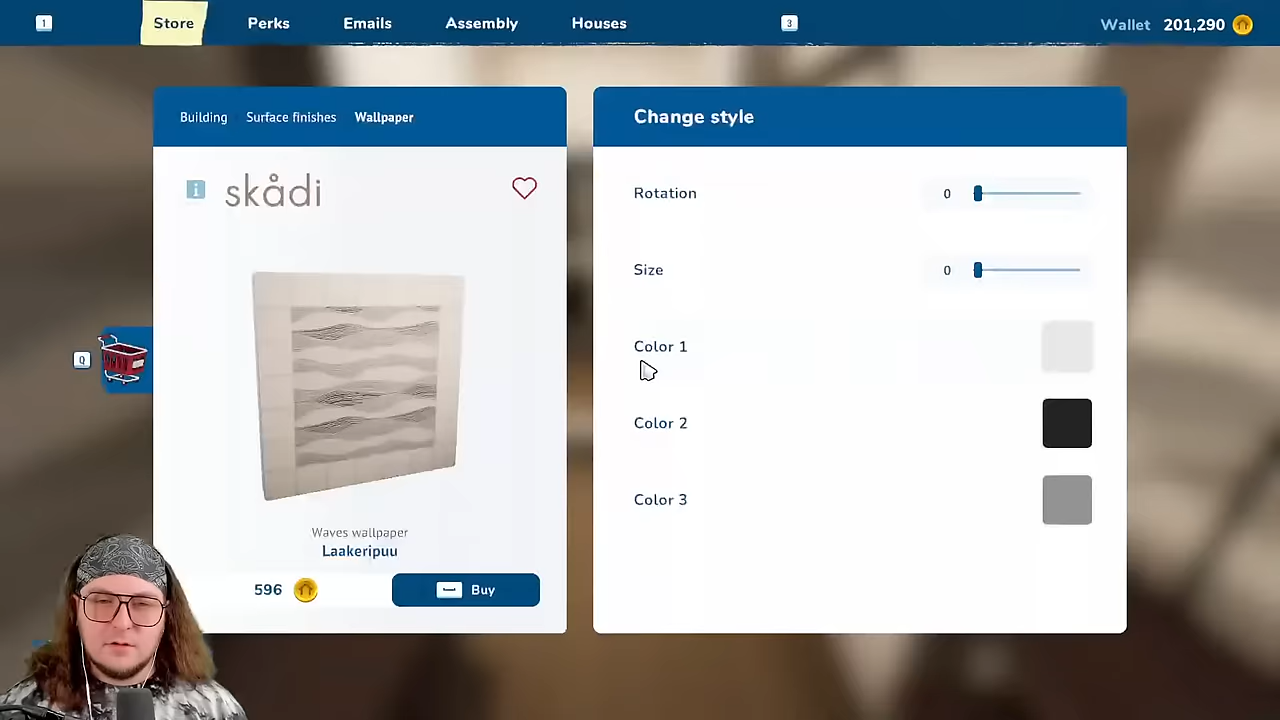 1
Store
Perks
Emails
Assembly
Houses
3
Wallet 201,290
Building
Surface finishes
Wallpaper
i
skådi
Q
Waves wallpaper
Laakeripuu
596
Buy
Change style
Rotation
0
Size
0
Color 1
Color 2
Color 3